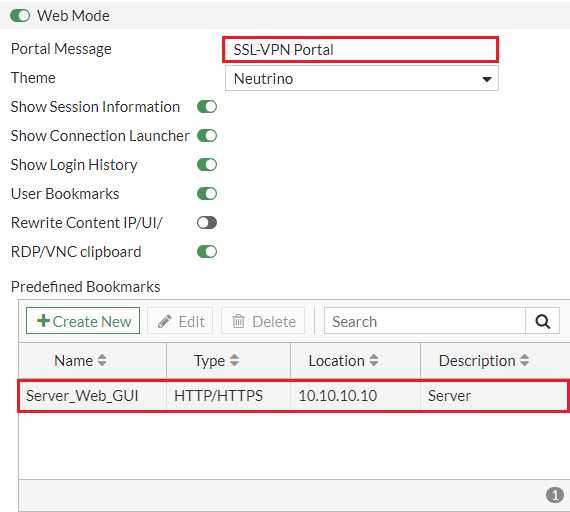 Web Mode
Portal Message SSL-VPN Portal
Theme Neutrino
Show Session Information
Show Connection Launcher
Show Login History
User Bookmarks
Rewrite Content IP/UI/
RDP/VNC clipboard
Predefined Bookmarks
Create New Edit Delete Search
Name Type Location Description
Server_Web_GUI HTTP/HTTPS 10.10.10.10 Server
1